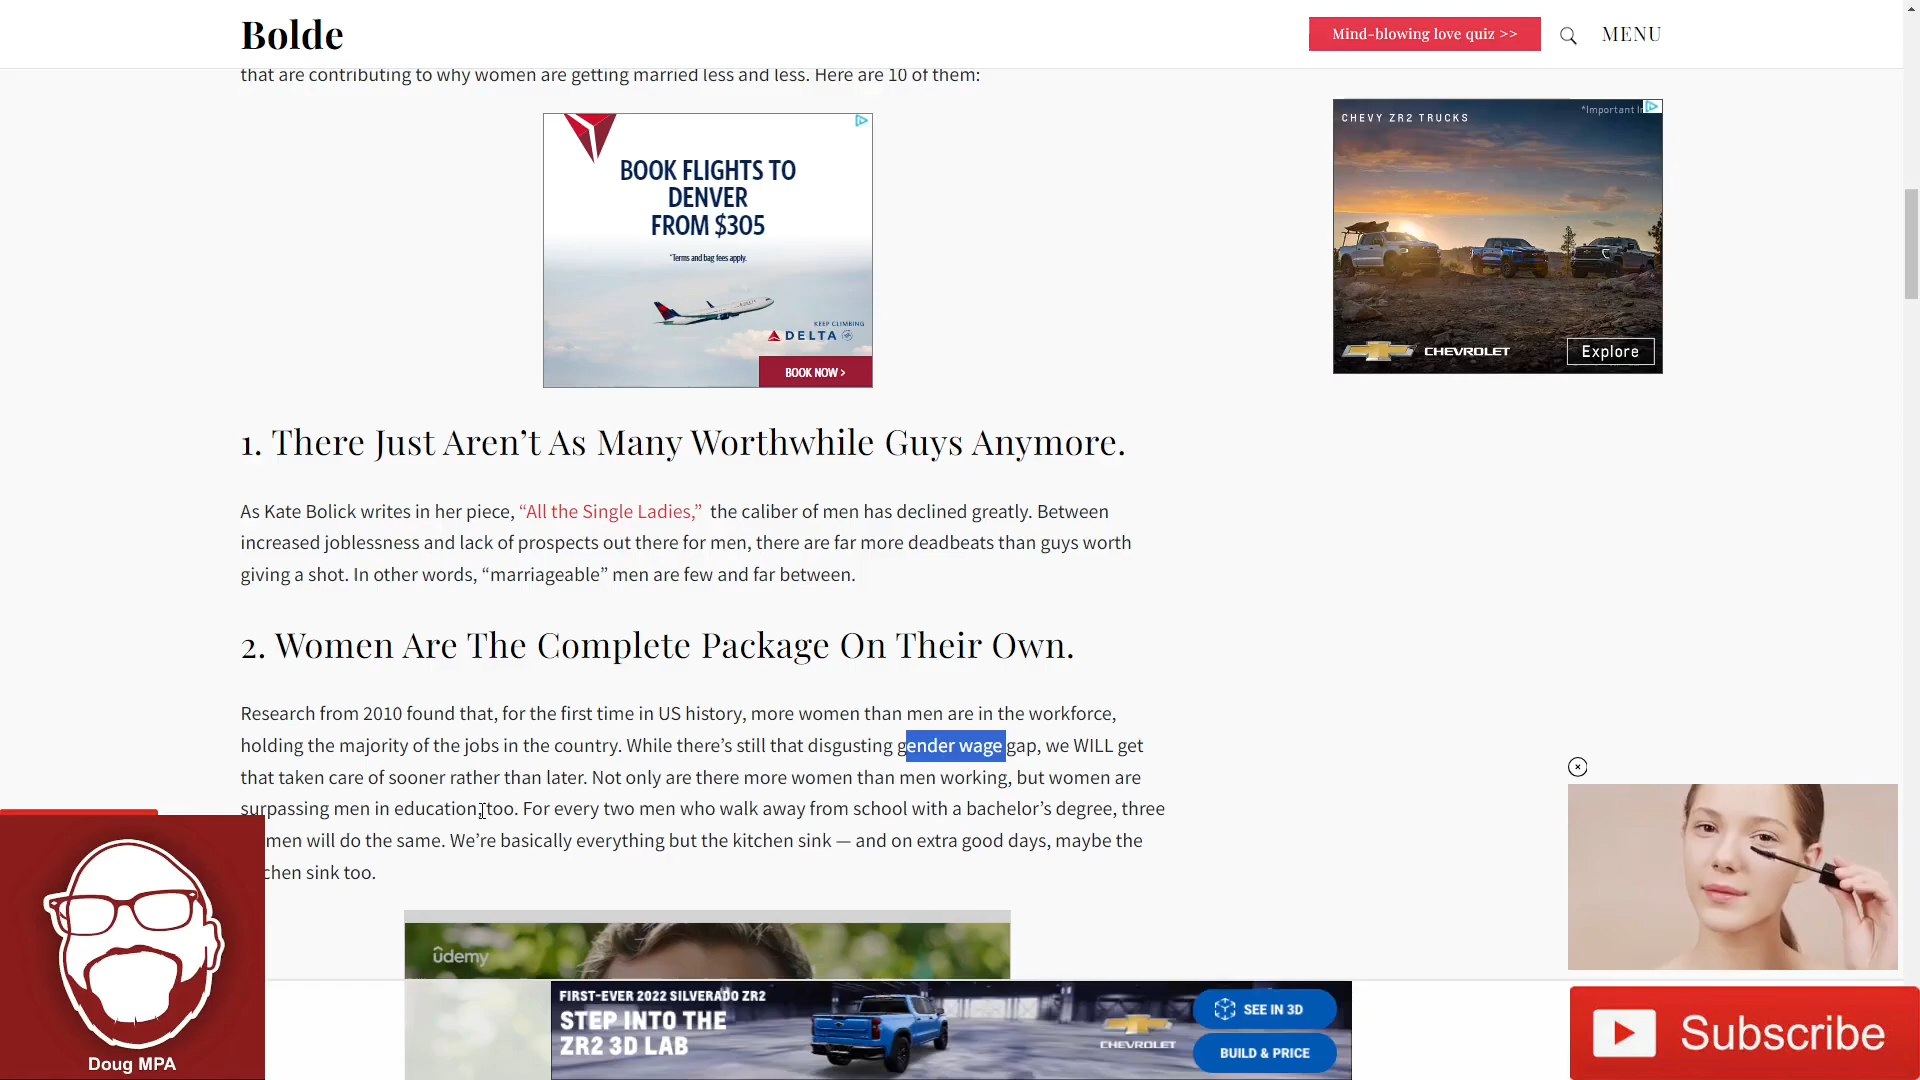 Bolde
Mind-blowing love quiz >>
MENU
that are contributing to why women are getting married less and less. Here are 10 of them:
BOOK FLIGHTS TO
DENVER
FROM $305
*Terms and bag fees apply.
KEEP CLIMBING
DELTA
BOOK NOW >
*Important In
CHEVY ZR2 TRUCKS
CHEVROLET
Explore
1. There Just Aren’t As Many Worthwhile Guys Anymore.
As Kate Bolick writes in her piece, “All the Single Ladies,” the caliber of men has declined greatly. Between
increased joblessness and lack of prospects out there for men, there are far more deadbeats than guys worth
giving a shot. In other words, “marriageable” men are few and far between.
2. Women Are The Complete Package On Their Own.
Research from 2010 found that, for the first time in US history, more women than men are in the workforce,
holding the majority of the jobs in the country. While there’s still that disgusting gender wage gap, we WILL get
that taken care of sooner rather than later. Not only are there more women than men working, but women are
surpassing men in education, too. For every two men who walk away from school with a bachelor’s degree, three
men will do the same. We’re basically everything but the kitchen sink — and on extra good days, maybe the
chen sink too.
ûdemy
Doug MPA
FIRST-EVER 2022 SILVERADO ZR2
STEP INTO THE
ZR2 3D LAB
CHEVROLET
SEE IN 3D
BUILD & PRICE
Subscribe